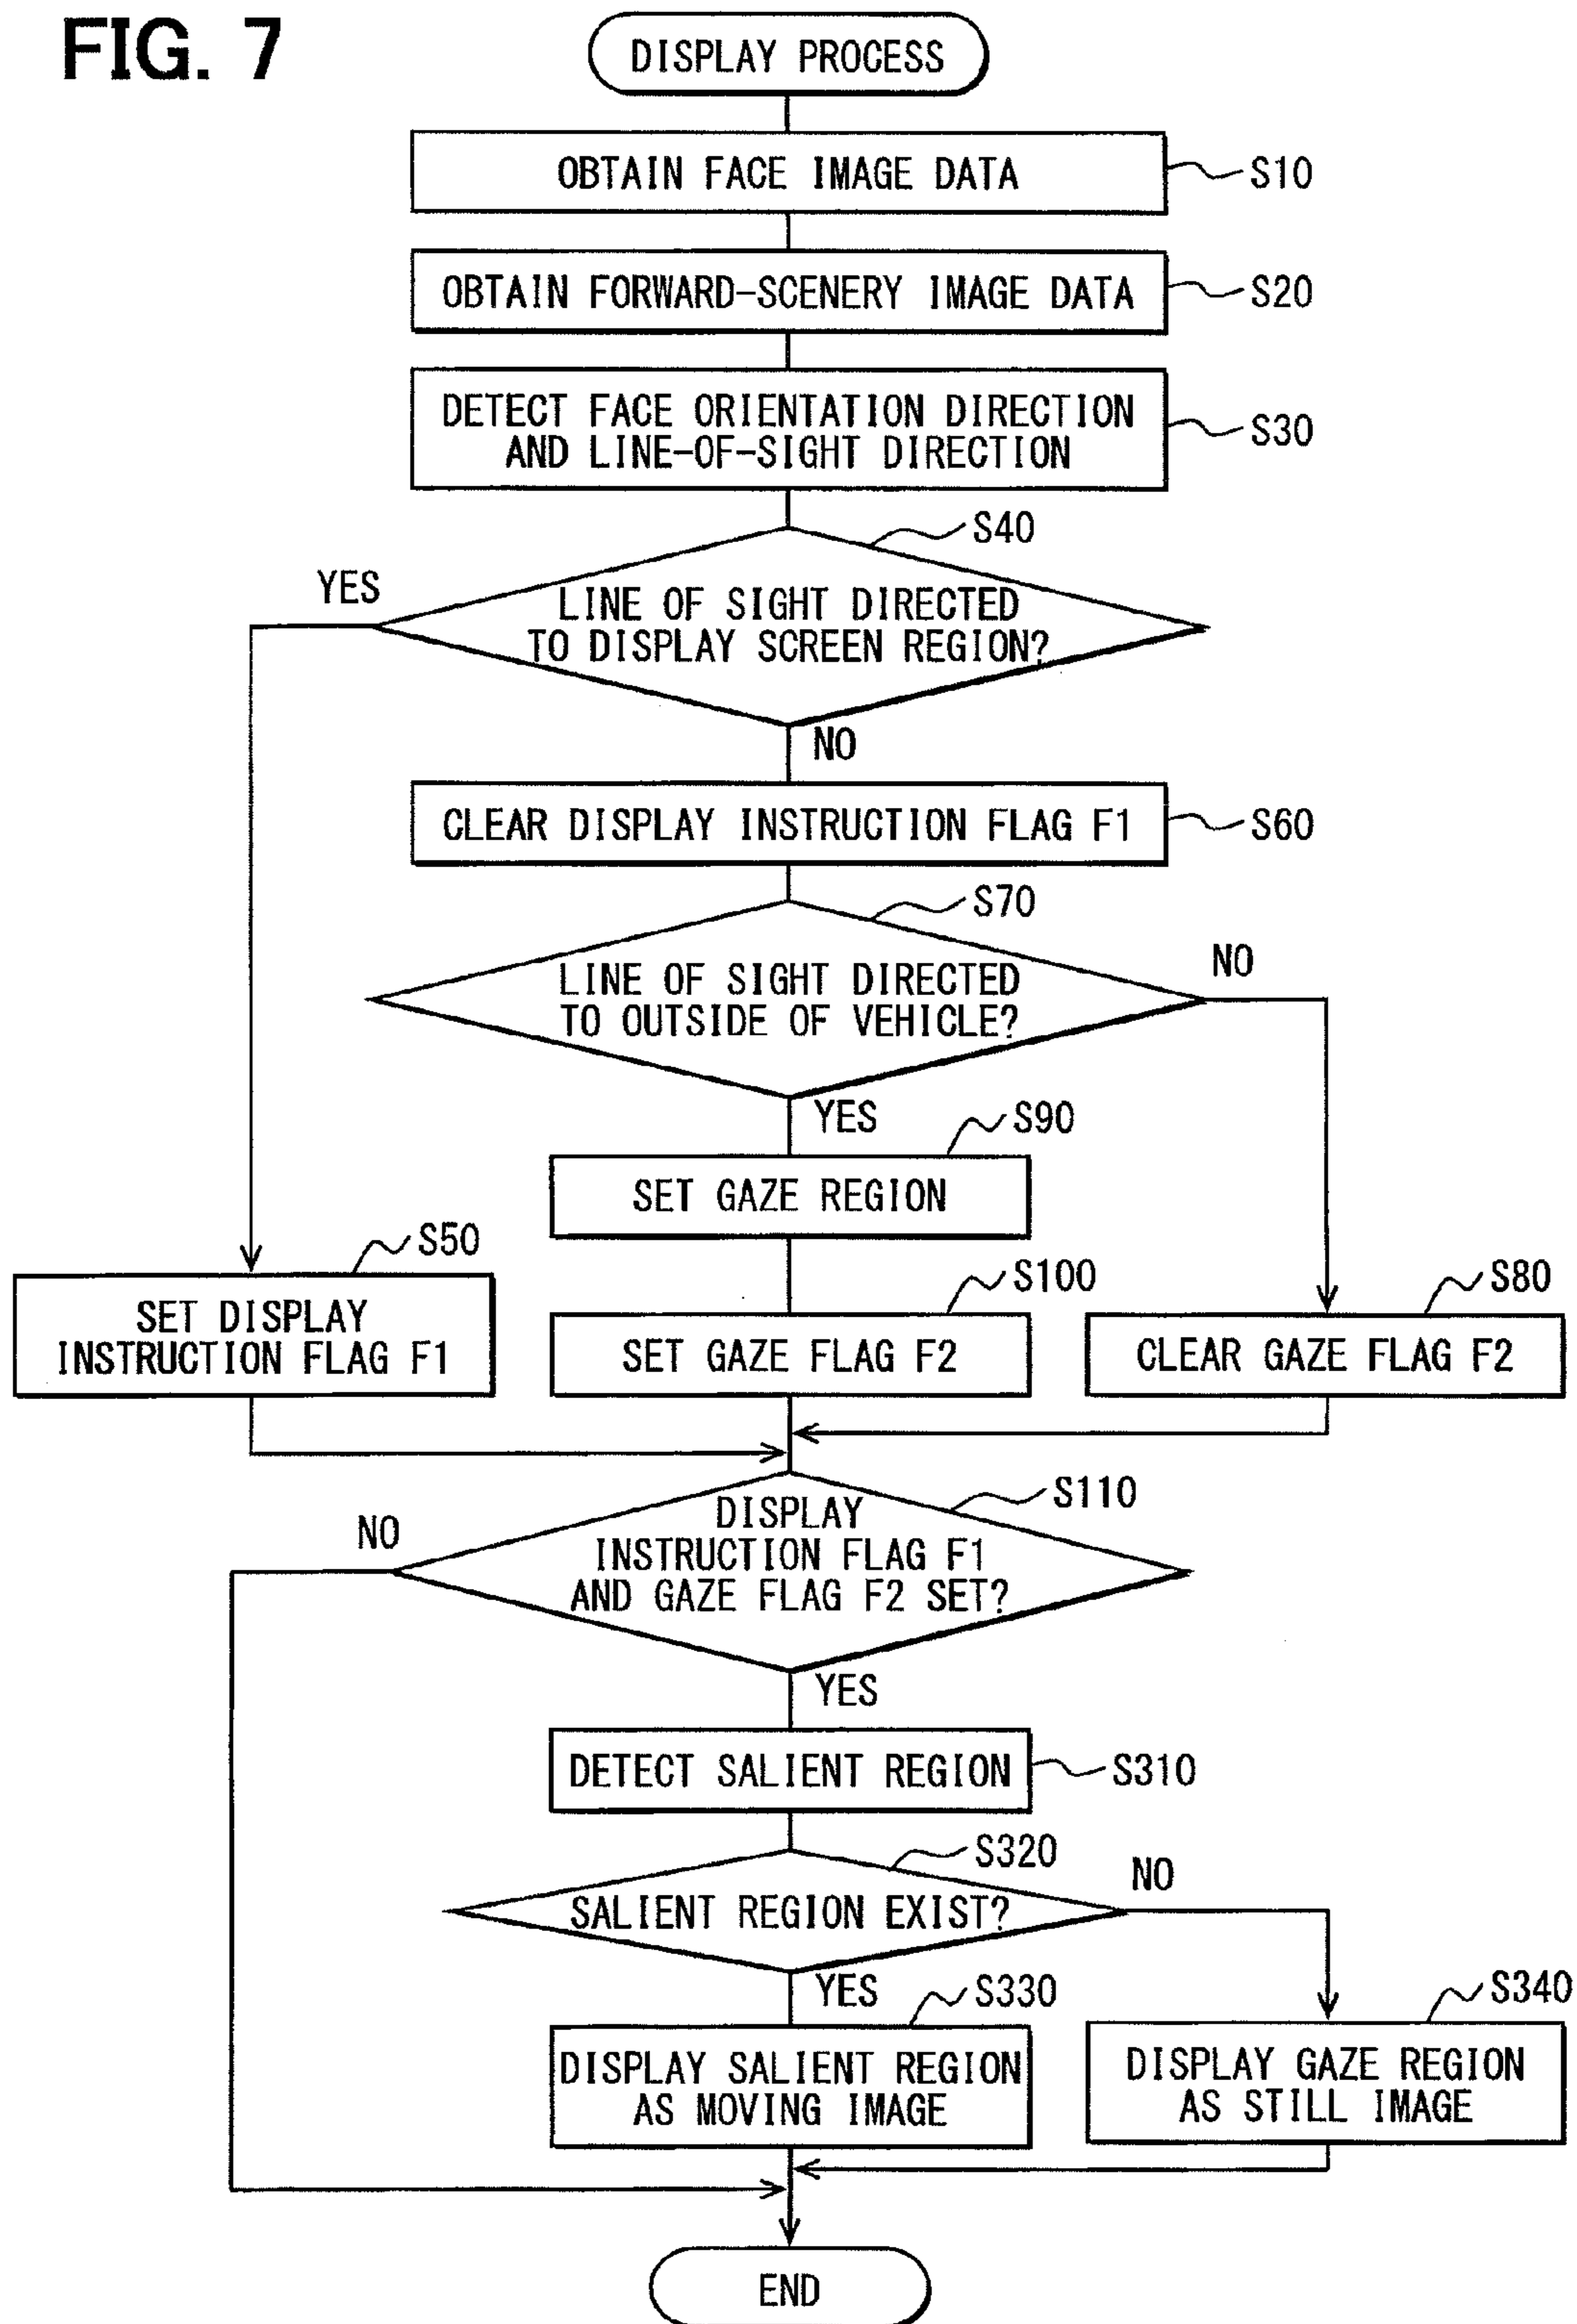 FIG. 7
DISPLAY PROCESS
OBTAIN FACE IMAGE DATA
S10
OBTAIN FORWARD-SCENERY IMAGE DATA
S20
DETECT FACE ORIENTATION DIRECTION
AND LINE-OF-SIGHT DIRECTION
S30
S40
YES
LINE OF SIGHT DIRECTED
TO DISPLAY SCREEN REGION?
NO
CLEAR DISPLAY INSTRUCTION FLAG F1
S60
S70
NO
LINE OF SIGHT DIRECTED
TO OUTSIDE OF VEHICLE?
YES
S90
SET GAZE REGION
S50
SET DISPLAY
INSTRUCTION FLAG F1
S100
SET GAZE FLAG F2
S80
CLEAR GAZE FLAG F2
S110
NO
DISPLAY
INSTRUCTION FLAG F1
AND GAZE FLAG F2 SET?
YES
DETECT SALIENT REGION
S310
S320
NO
SALIENT REGION EXIST?
YES
S330
DISPLAY SALIENT REGION
AS MOVING IMAGE
S340
DISPLAY GAZE REGION
AS STILL IMAGE
END